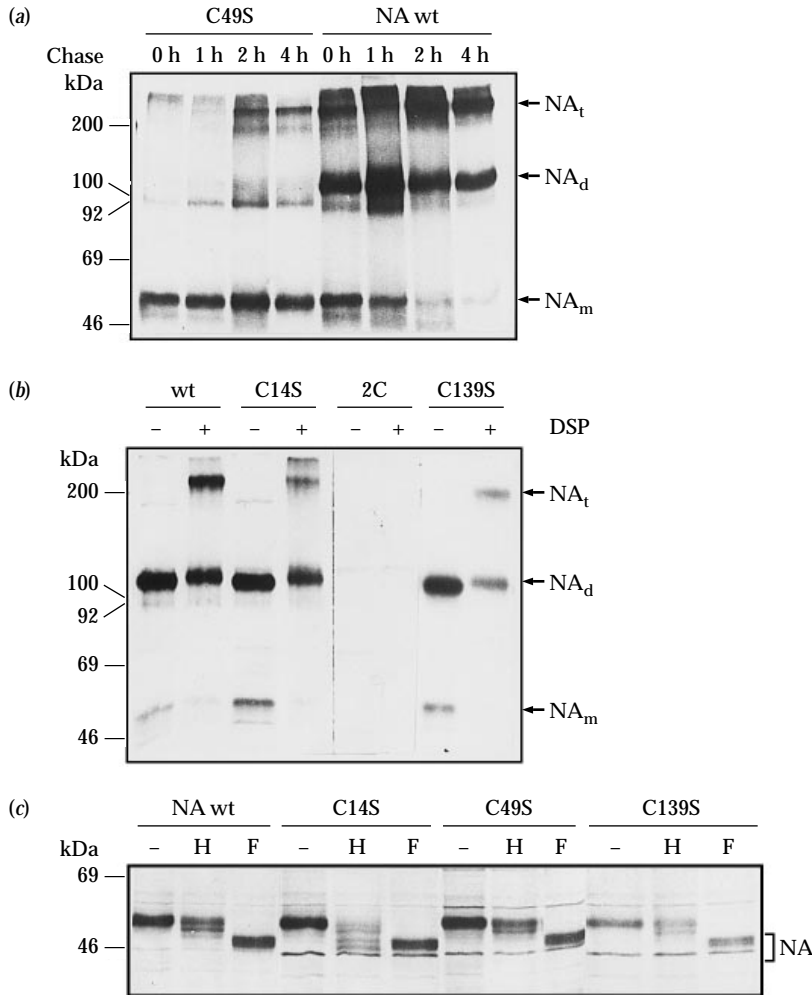 (a)
C49S NA wt
Chase 0 h 1 h 2 h 4 h 0 h 1 h 2 h 4 h
kDa
200
100
92
69
46
NAt
NAd
NAm
(b)
wt C14S 2C C139S
– + – + – + – + DSP
kDa
200
100
92
69
46
NAt
NAd
NAm
(c)
NA wt C14S C49S C139S
kDa – H F – H F – H F – H F
69
46
NA